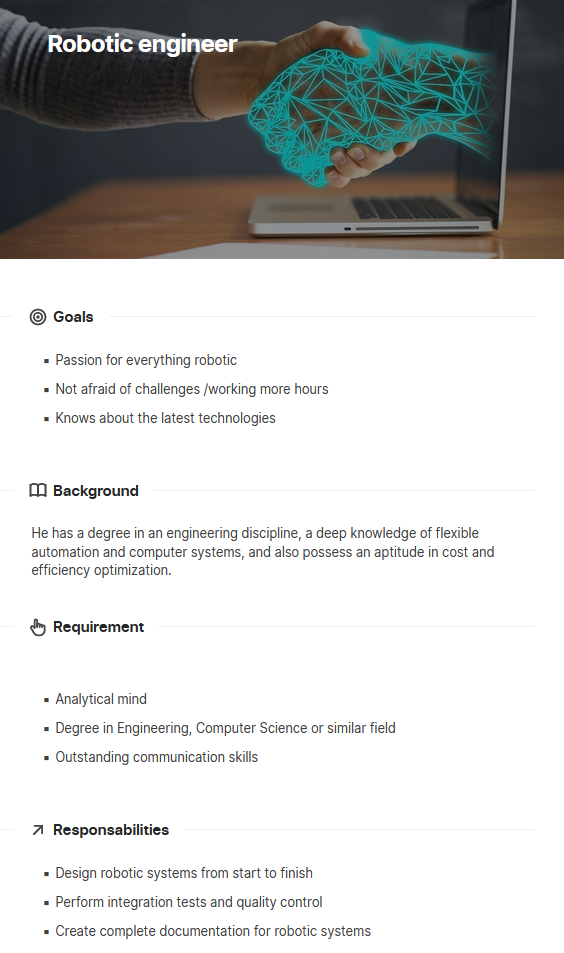 Robotic engineer
Goals
Passion for everything robotic
Not afraid of challenges /working more hours
Knows about the latest technologies
Background
He has a degree in an engineering discipline, a deep knowledge of flexible
automation and computer systems, and also possess an aptitude in cost and
efficiency optimization.
Requirement
Analytical mind
Degree in Engineering, Computer Science or similar field
Outstanding communication skills
Responsabilities
Design robotic systems from start to finish
Perform integration tests and quality control
Create complete documentation for robotic systems